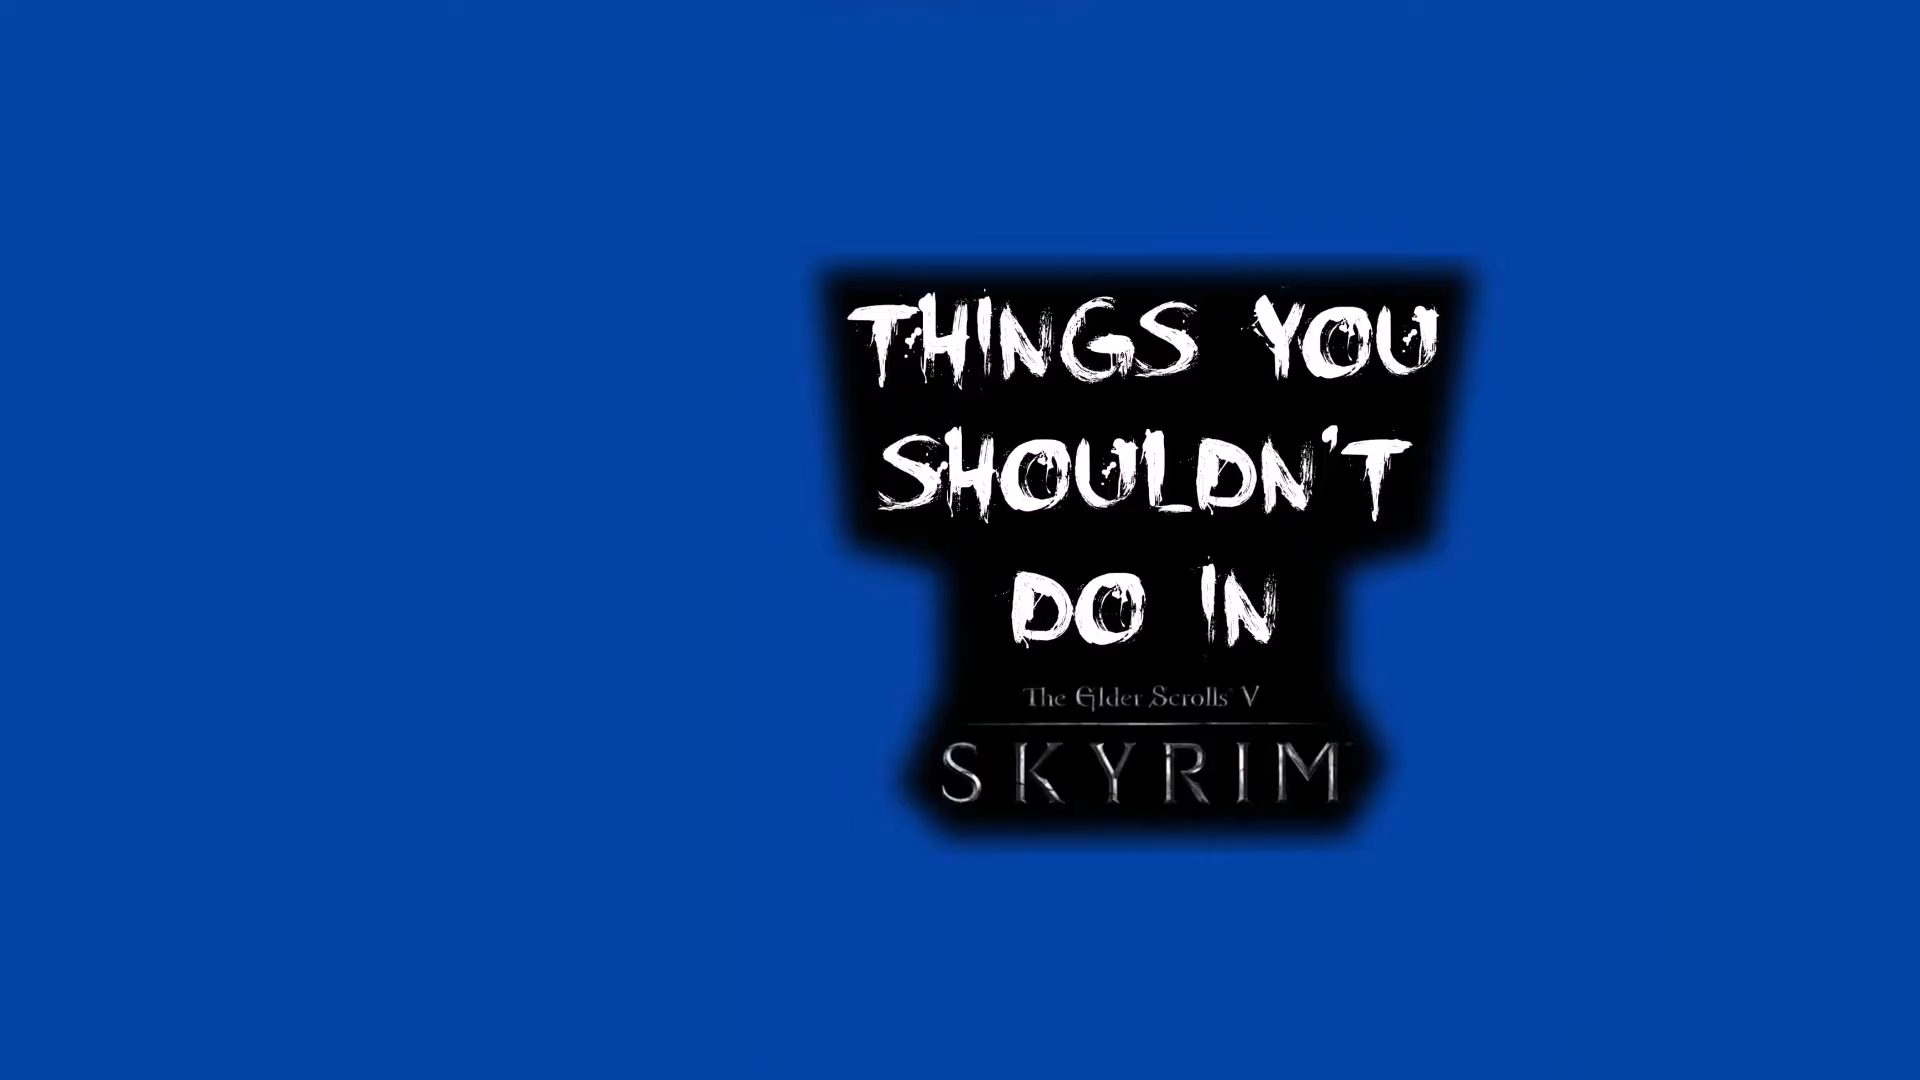 THINGS YOU
SHOULDN'T
DO IN
The Elder Scrolls V
SKYRIM